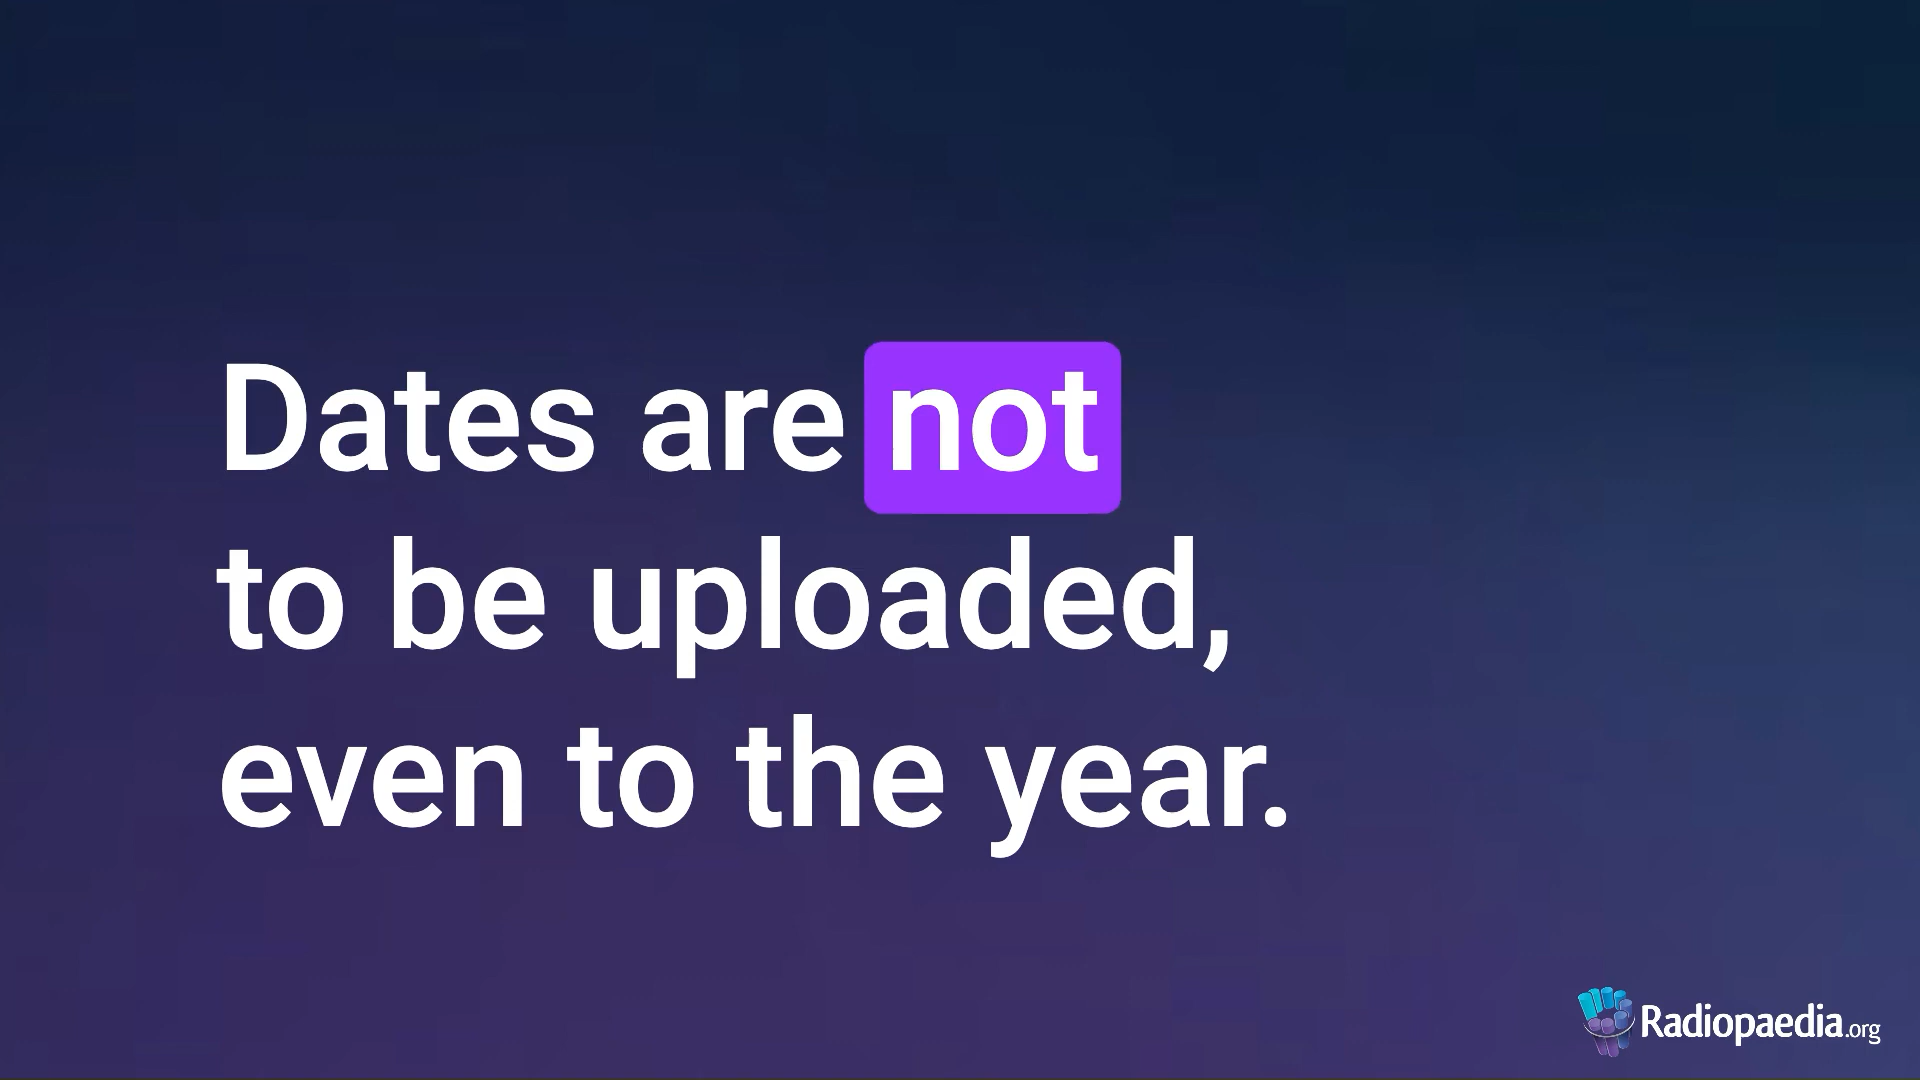 Dates are not
to be uploaded,
even to the year.
Radiopaedia.org